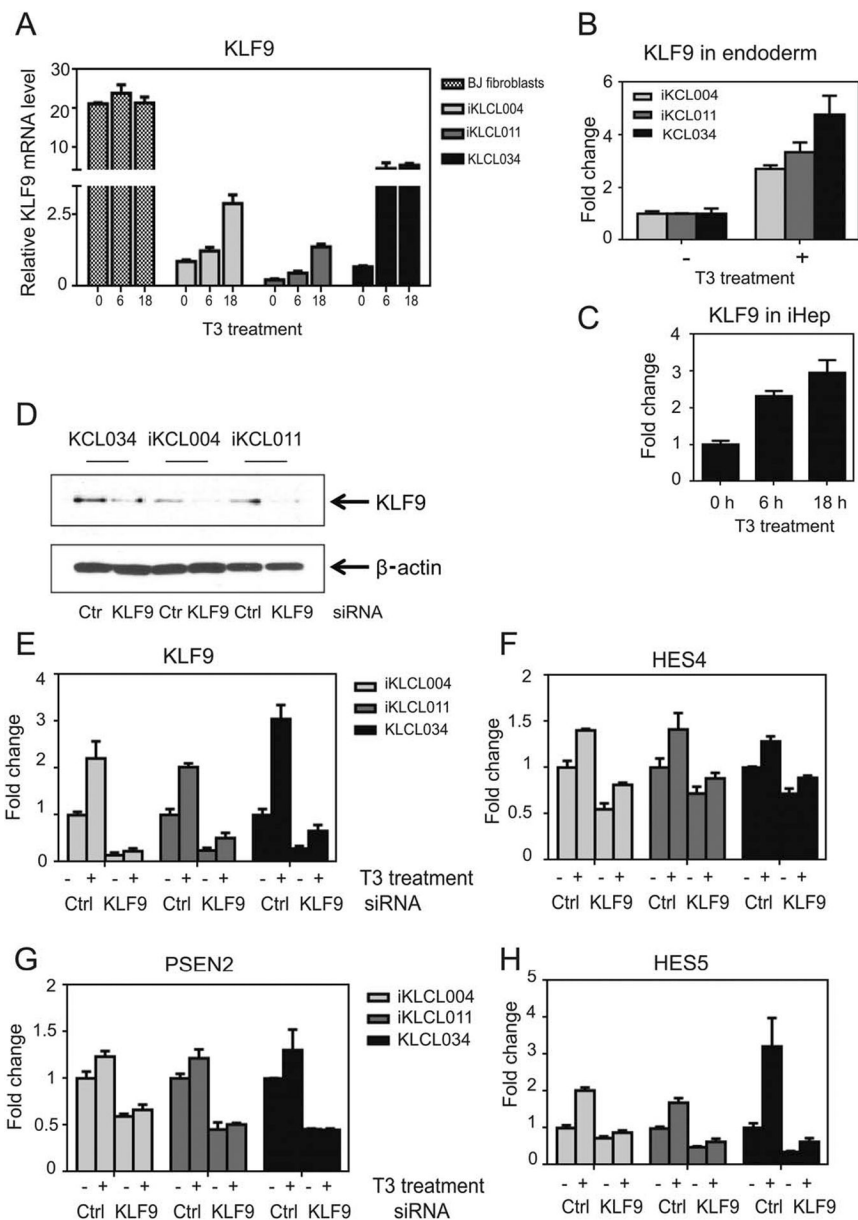 A
KLF9
Relative KLF9 mRNA level
30
20
10
2.5
0
0 6 18 0 6 18 0 6 18 0 6 18
T3 treatment
BJ fibroblasts
iKLCL004
iKLCL011
KLCL034
B
KLF9 in endoderm
Fold change
6
4
2
0
iKCL004
iKCL011
KCL034
- +
T3 treatment
C
KLF9 in iHep
Fold change
4
3
2
1
0
0 h 6 h 18 h
T3 treatment
D
KCL034 iKCL004 iKCL011
KLF9
β-actin
Ctr KLF9 Ctr KLF9 Ctrl KLF9 siRNA
E
KLF9
Fold change
4
3
2
1
0
iKLCL004
iKLCL011
KLCL034
- + - + - + - + - + - + T3 treatment
Ctrl KLF9 Ctrl KLF9 Ctrl KLF9 siRNA
F
HES4
Fold change
2
1.5
1
0.5
0
- + - + - + - + - + - +
Ctrl KLF9 Ctrl KLF9 Ctrl KLF9
G
PSEN2
Fold change
2
1.5
1
0.5
0
iKLCL004
iKLCL011
KLCL034
- + - + - + - + - + - + T3 treatment
Ctrl KLF9 Ctrl KLF9 Ctrl KLF9 siRNA
H
HES5
Fold change
5
4
2
1
0
- + - + - + - + - + - +
Ctrl KLF9 Ctrl KLF9 Ctrl KLF9